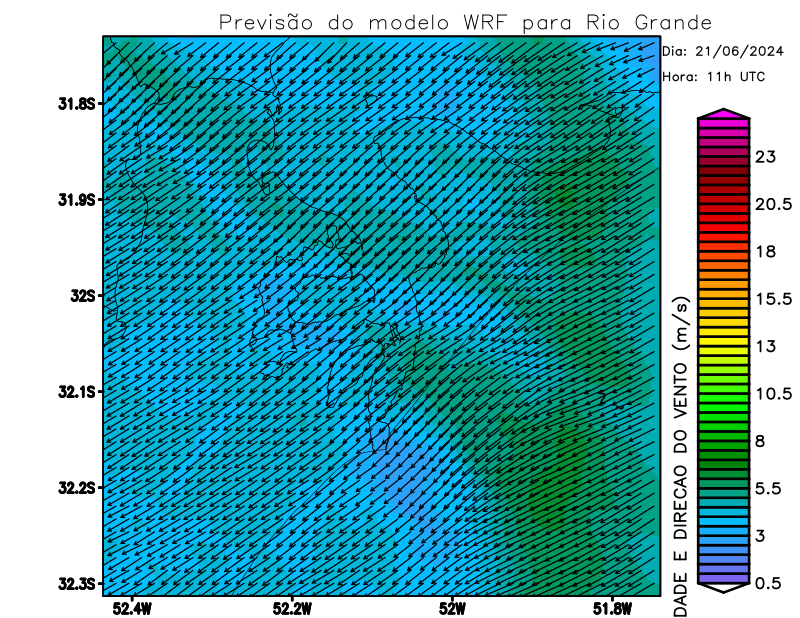 Previsão do modelo WRF para Rio Grande
Dia: 21/06/2024
Hora: 11h UTC
31.8S
31.9S
32S
32.1S
32.2S
32.3S
52.4W
52.2W
52W
51.8W
DADE E DIRECAO DO VENTO (m/s)
23
20.5
18
15.5
13
10.5
8
5.5
3
0.5